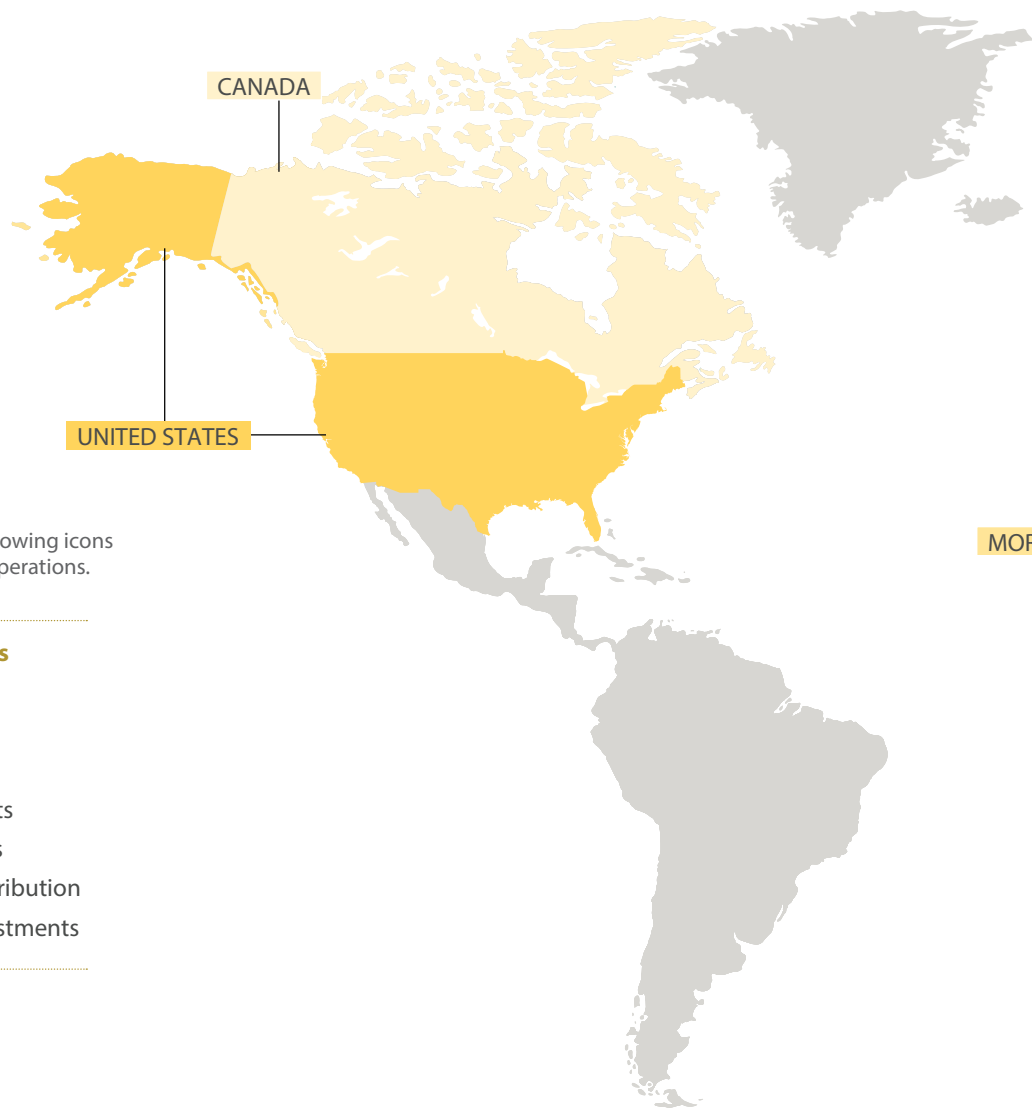 CANADA
UNITED STATES
owing icons
perations.
MOR
s
ts
s
ribution
stments